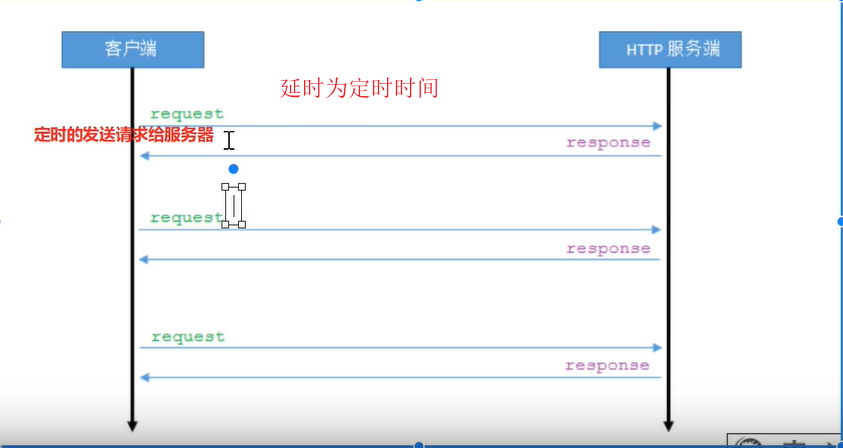 客户端
HTTP 服务端
延时为定时时间
request
定时的发送请求给服务器
response
request
response
request
response